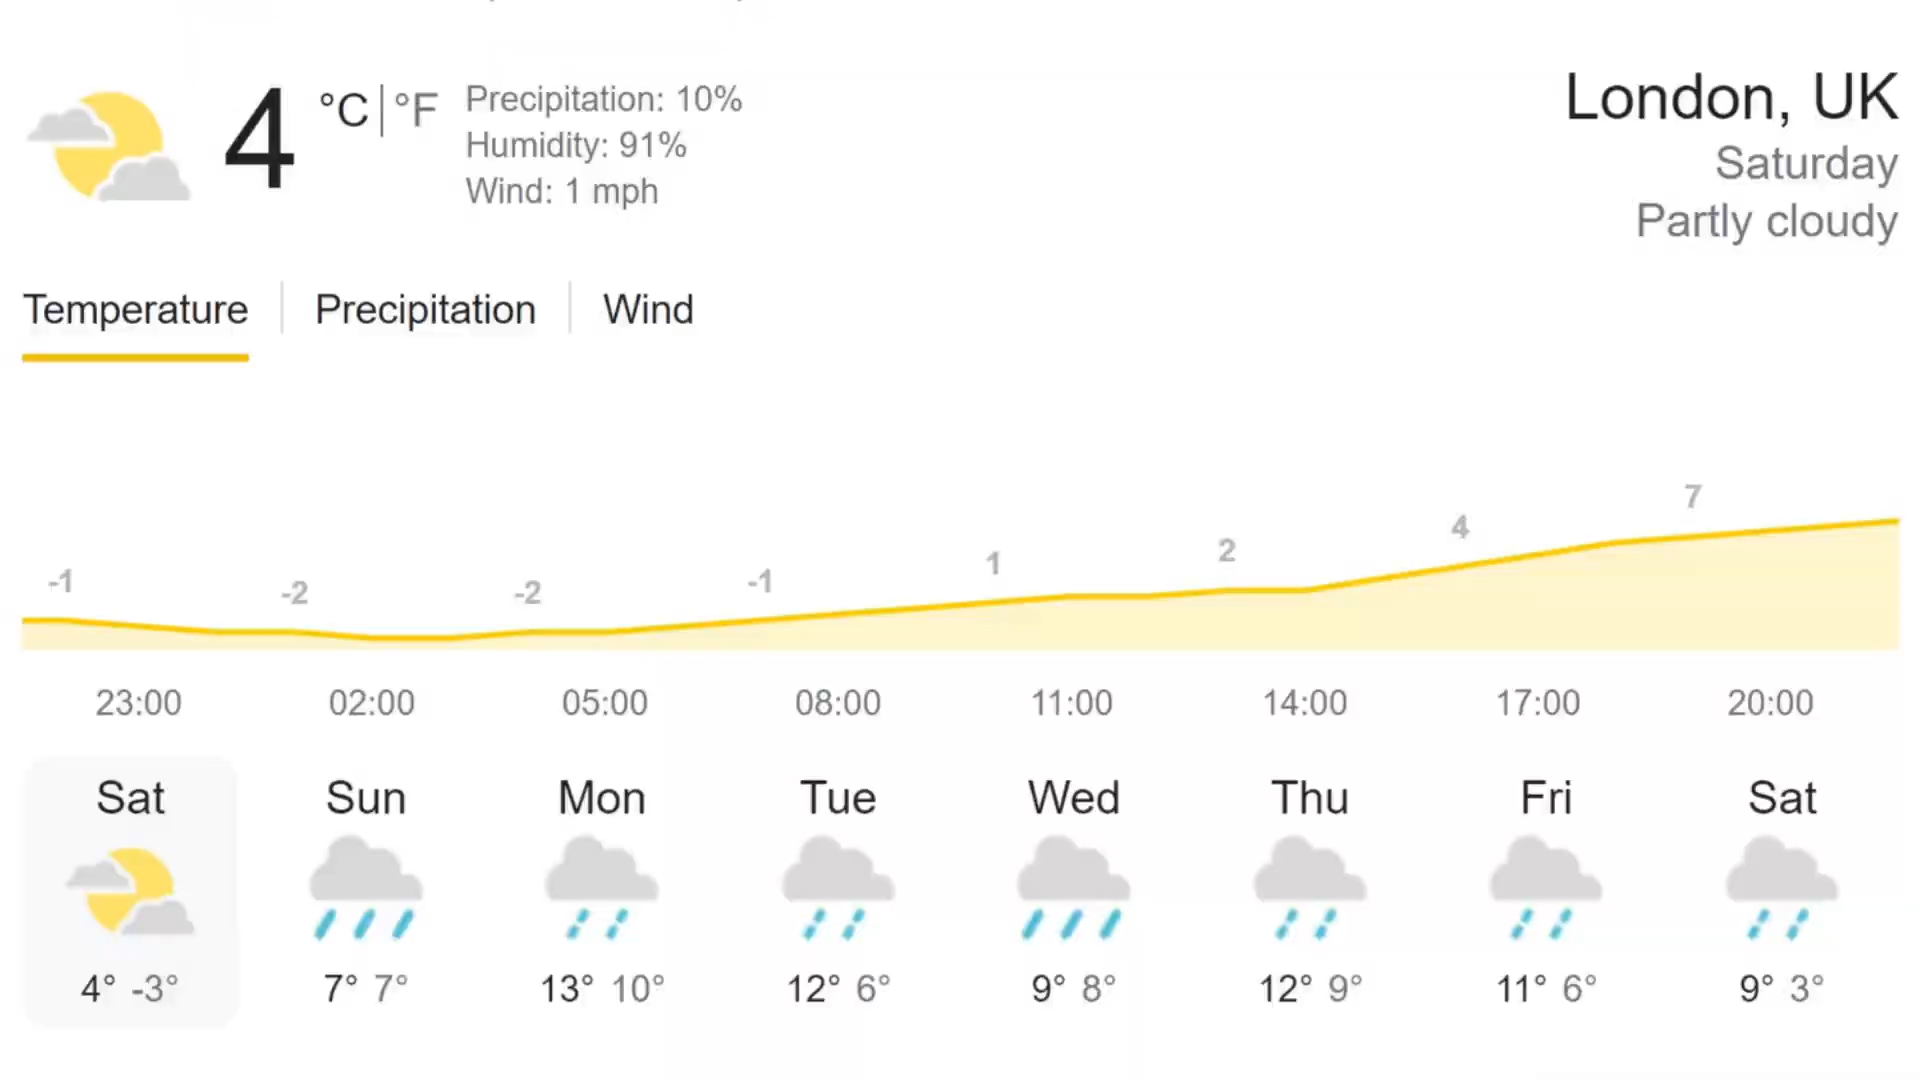 4 °C | °F
Precipitation: 10%
Humidity: 91%
Wind: 1 mph
London, UK
Saturday
Partly cloudy
Temperature
Precipitation
Wind
-1 -2 -2 -1 1 2 4 7
23:00 02:00 05:00 08:00 11:00 14:00 17:00 20:00
Sat Sun Mon Tue Wed Thu Fri Sat
4° -3° 7° 7° 13° 10° 12° 6° 9° 8° 12° 9° 11° 6° 9° 3°